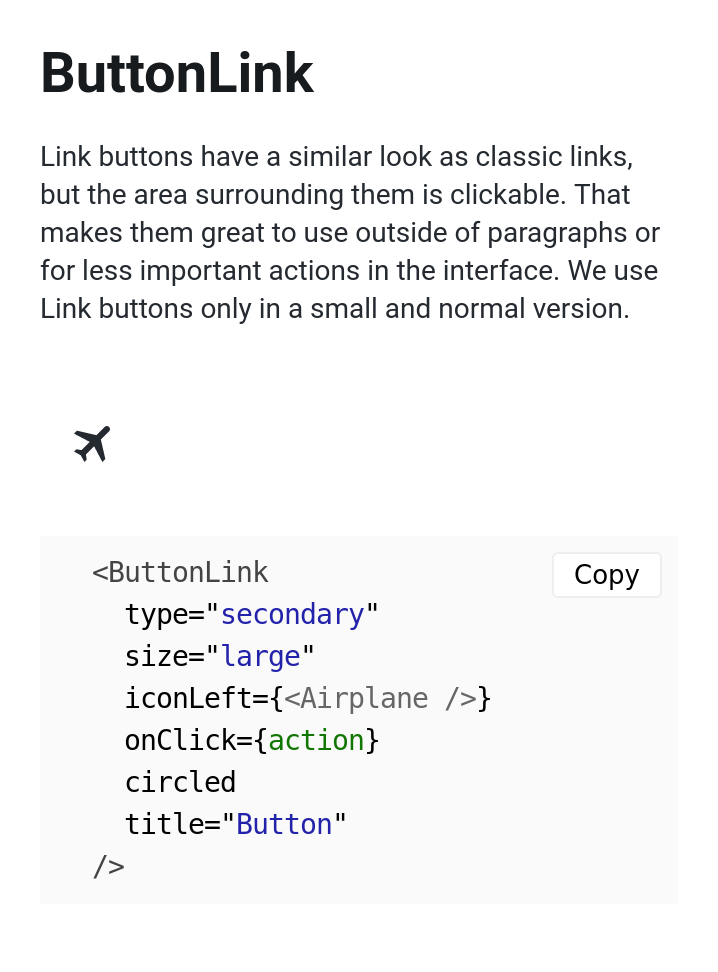 ButtonLink
Link buttons have a similar look as classic links,
but the area surrounding them is clickable. That
makes them great to use outside of paragraphs or
for less important actions in the interface. We use
Link buttons only in a small and normal version.
Copy
<ButtonLink
  type="secondary"
  size="large"
  iconLeft={<Airplane />}
  onClick={action}
  circled
  title="Button"
/>